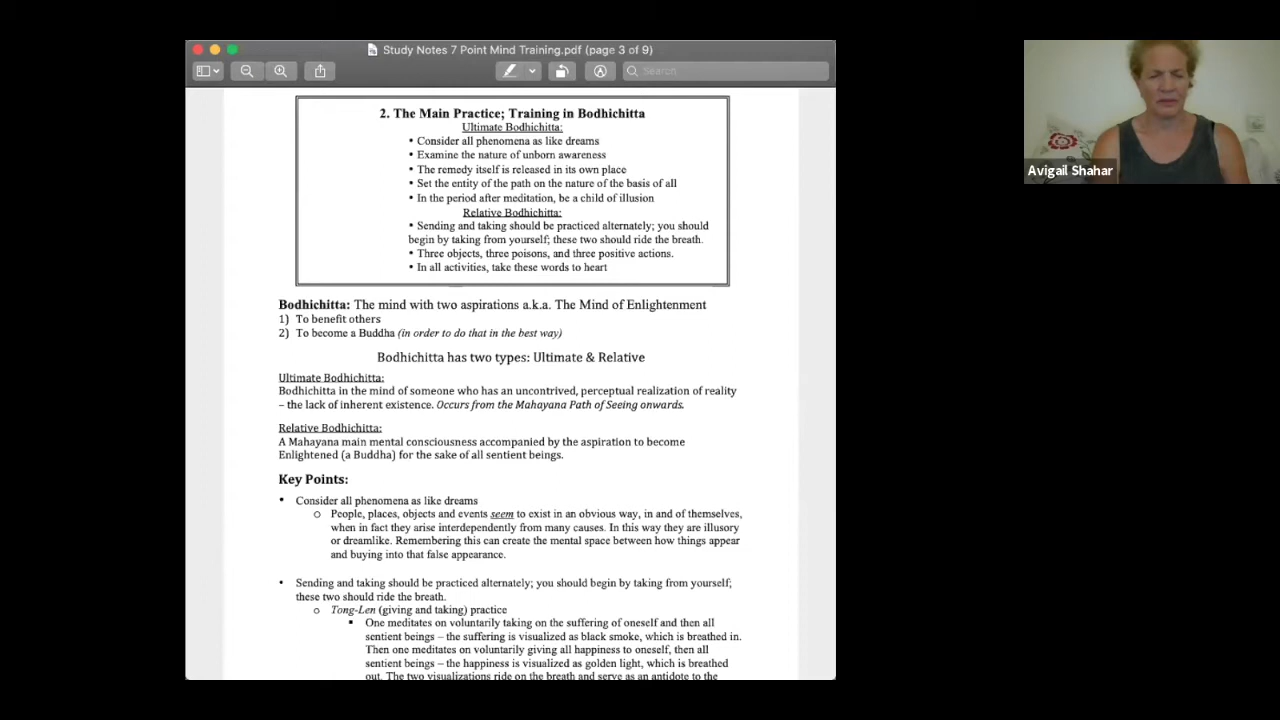 Study Notes 7 Point Mind Training.pdf (page 3 of 9)
Search
2. The Main Practice; Training in Bodhichitta
Ultimate Bodhichitta:
• Consider all phenomena as like dreams
• Examine the nature of unborn awareness
• The remedy itself is released in its own place
• Set the entity of the path on the nature of the basis of all
• In the period after meditation, be a child of illusion
Relative Bodhichitta:
• Sending and taking should be practiced alternately; you should
begin by taking from yourself; these two should ride the breath.
• Three objects, three poisons, and three positive actions.
• In all activities, take these words to heart
Bodhichitta: The mind with two aspirations a.k.a. The Mind of Enlightenment
1) To benefit others
2) To become a Buddha (in order to do that in the best way)
Bodhichitta has two types: Ultimate & Relative
Ultimate Bodhichitta:
Bodhichitta in the mind of someone who has an uncontrived, perceptual realization of reality
– the lack of inherent existence. Occurs from the Mahayana Path of Seeing onwards.
Relative Bodhichitta:
A Mahayana main mental consciousness accompanied by the aspiration to become
Enlightened (a Buddha) for the sake of all sentient beings.
Key Points:
• Consider all phenomena as like dreams
o People, places, objects and events seem to exist in an obvious way, in and of themselves,
when in fact they arise interdependently from many causes. In this way they are illusory
or dreamlike. Remembering this can create the mental space between how things appear
and buying into that false appearance.
• Sending and taking should be practiced alternately; you should begin by taking from yourself;
these two should ride the breath.
o Tong-Len (giving and taking) practice
▪ One meditates on voluntarily taking on the suffering of oneself and then all
sentient beings – the suffering is visualized as black smoke, which is breathed in.
Then one meditates on voluntarily giving all happiness to oneself, then all
sentient beings – the happiness is visualized as golden light, which is breathed
out. The two visualizations ride on the breath and serve as an antidote to the
Avigail Shahar